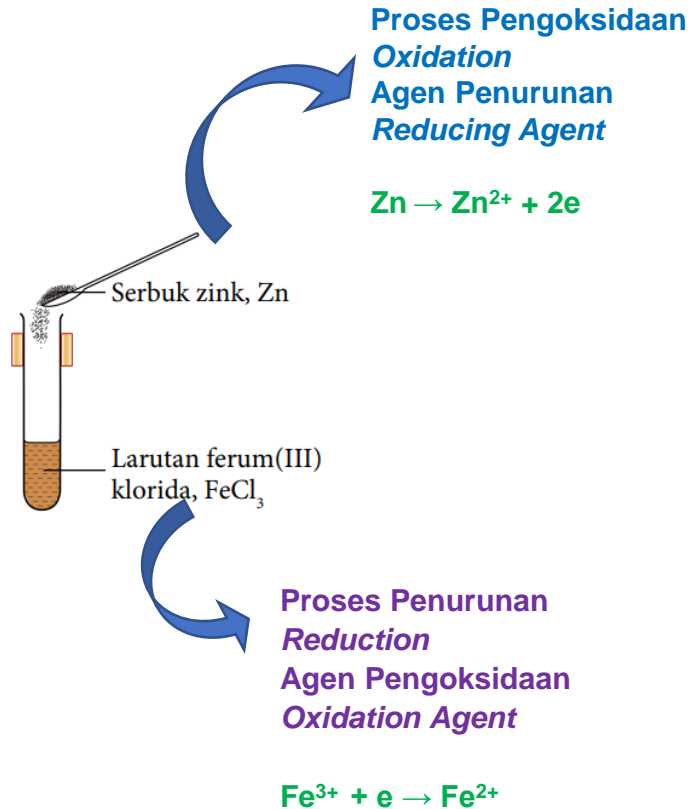 Proses Pengoksidaan
Oxidation
Agen Penurunan
Reducing Agent
Zn → Zn²⁺ + 2e
Serbuk zink, Zn
Larutan ferum(III)
klorida, FeCl₃
Proses Penurunan
Reduction
Agen Pengoksidaan
Oxidation Agent
Fe³⁺ + e → Fe²⁺